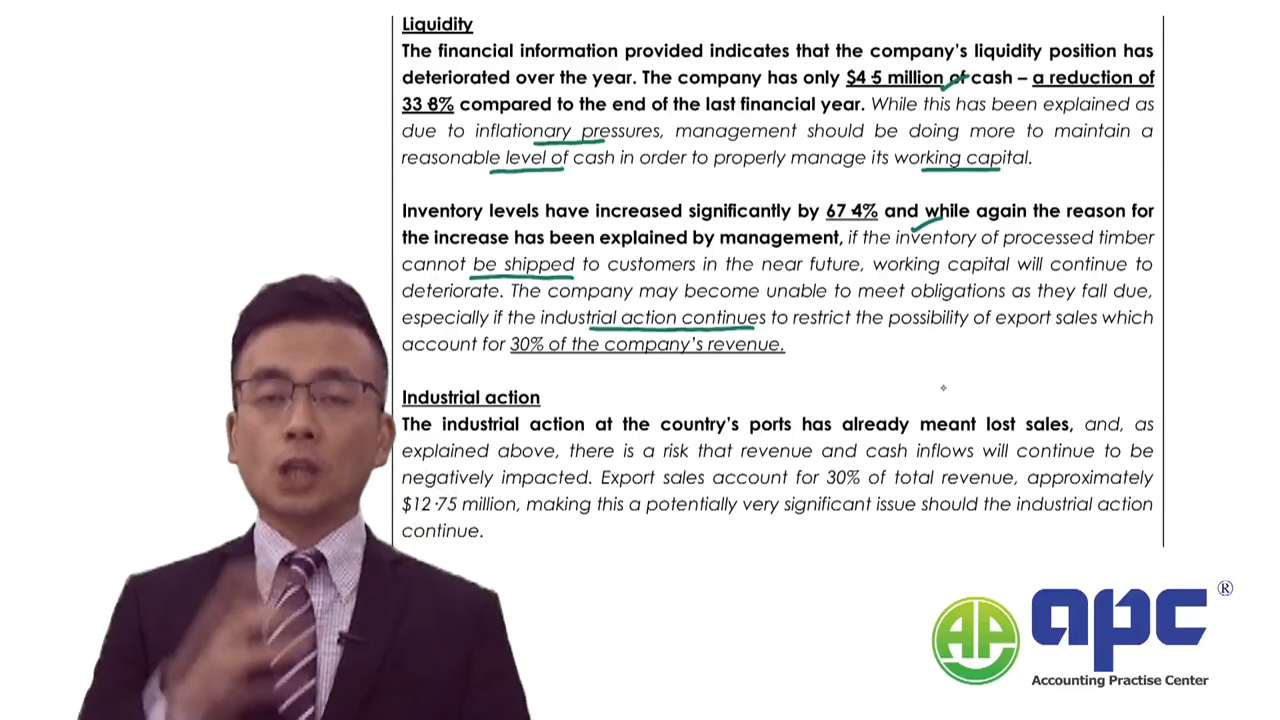 Liquidity
The financial information provided indicates that the company's liquidity position has
deteriorated over the year. The company has only $4·5 million of cash – a reduction of
33·8% compared to the end of the last financial year. While this has been explained as
due to inflationary pressures, management should be doing more to maintain a
reasonable level of cash in order to properly manage its working capital.
Inventory levels have increased significantly by 67·4% and while again the reason for
the increase has been explained by management, if the inventory of processed timber
cannot be shipped to customers in the near future, working capital will continue to
deteriorate. The company may become unable to meet obligations as they fall due,
especially if the industrial action continues to restrict the possibility of export sales which
account for 30% of the company's revenue.
Industrial action
The industrial action at the country's ports has already meant lost sales, and, as
explained above, there is a risk that revenue and cash inflows will continue to be
negatively impacted. Export sales account for 30% of total revenue, approximately
$12·75 million, making this a potentially very significant issue should the industrial action
continue.
AP apc ®
Accounting Practise Center